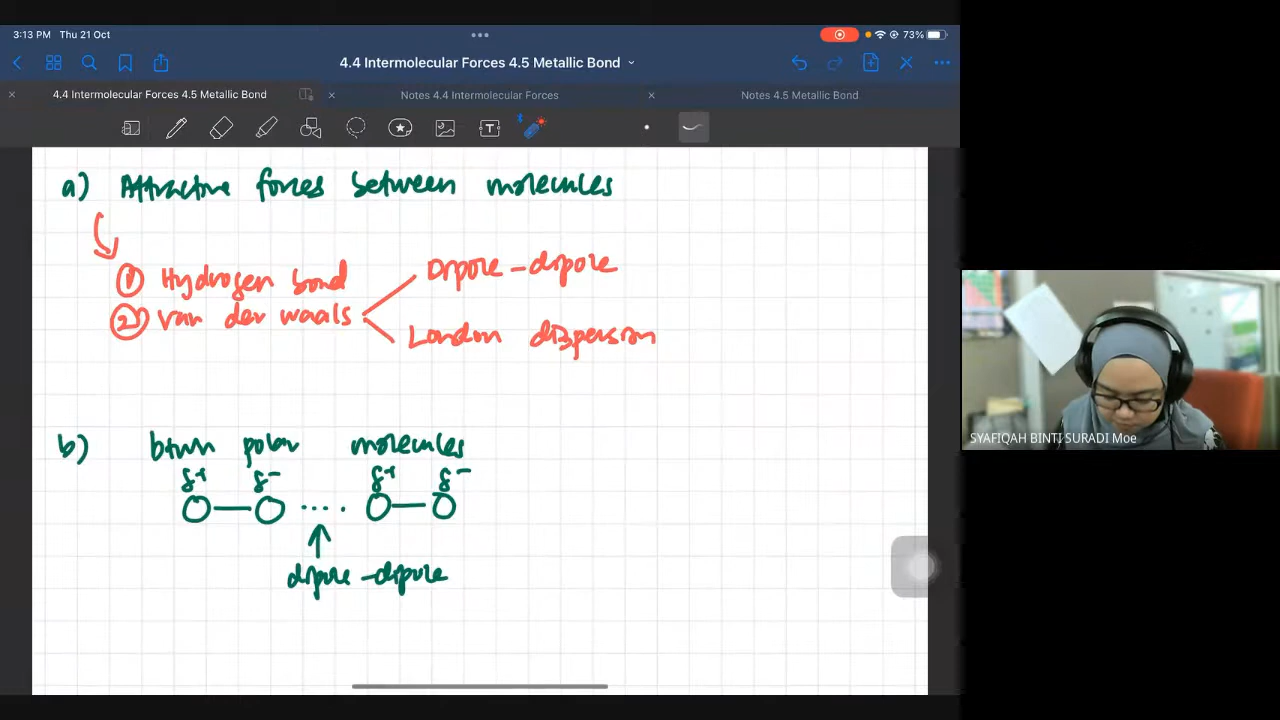 3:13 PM Thu 21 Oct
73%
4.4 Intermolecular Forces 4.5 Metallic Bond
4.4 Intermolecular Forces 4.5 Metallic Bond
Notes 4.4 Intermolecular Forces
Notes 4.5 Metallic Bond
a) Attractive forces between molecules
① Hydrogen bond
② van der waals
Dipole - dipole
London dispersion
b) btwn polar molecules
δ+ δ- δ+ δ-
dipole - dipole
SYAFIQAH BINTI SURADI Moe